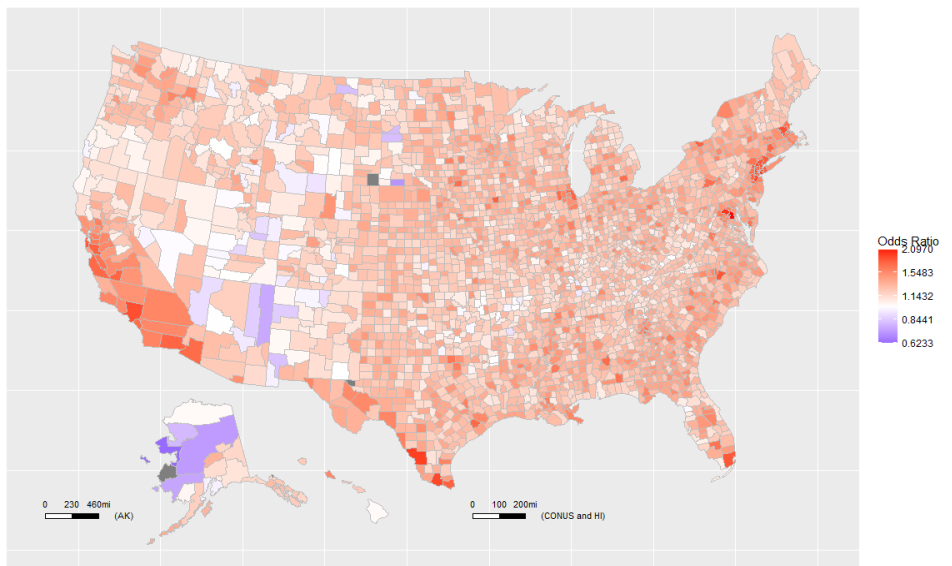 Odds Ratio
2.0970
1.5483
1.1432
0.8441
0.6233
0 230 460mi
(AK)
0 100 200mi
(CONUS and HI)